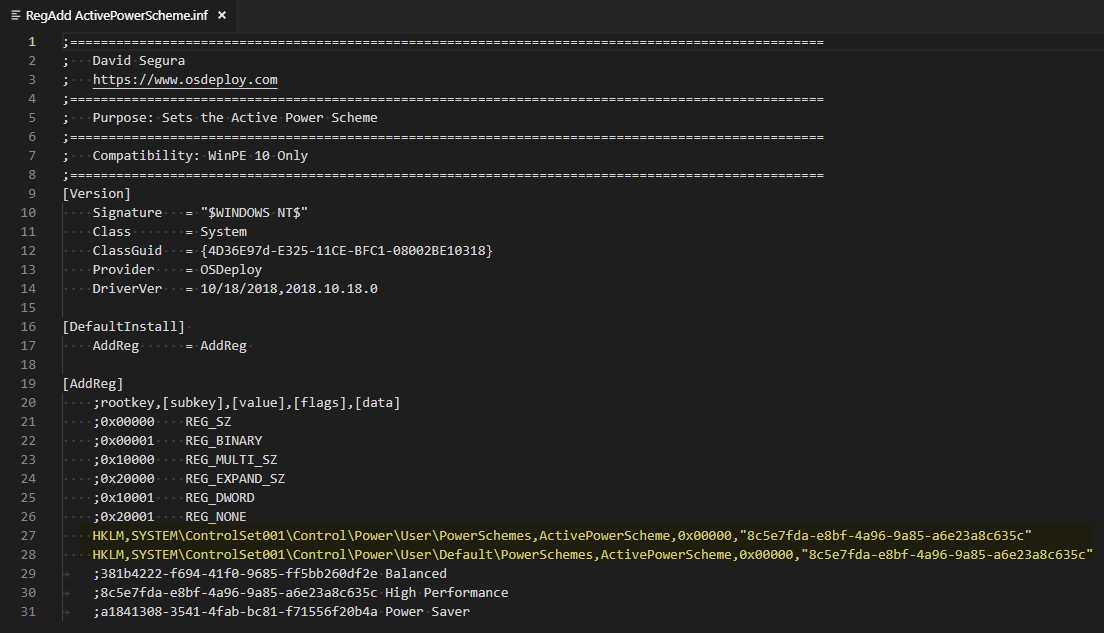 RegAdd ActivePowerScheme.inf
1 ;==================================================================================================
2 ;   David Segura
3 ;   https://www.osdeploy.com
4 ;==================================================================================================
5 ;   Purpose: Sets the Active Power Scheme
6 ;==================================================================================================
7 ;   Compatibility: WinPE 10 Only
8 ;==================================================================================================
9 [Version]
10     Signature   = "$WINDOWS NT$"
11     Class       = System
12     ClassGuid   = {4D36E97d-E325-11CE-BFC1-08002BE10318}
13     Provider    = OSDeploy
14     DriverVer   = 10/18/2018,2018.10.18.0
15
16 [DefaultInstall]
17     AddReg      = AddReg
18
19 [AddReg]
20     ;rootkey,[subkey],[value],[flags],[data]
21     ;0x00000    REG_SZ
22     ;0x00001    REG_BINARY
23     ;0x10000    REG_MULTI_SZ
24     ;0x20000    REG_EXPAND_SZ
25     ;0x10001    REG_DWORD
26     ;0x20001    REG_NONE
27     HKLM,SYSTEM\ControlSet001\Control\Power\User\PowerSchemes,ActivePowerScheme,0x00000,"8c5e7fda-e8bf-4a96-9a85-a6e23a8c635c"
28     HKLM,SYSTEM\ControlSet001\Control\Power\User\Default\PowerSchemes,ActivePowerScheme,0x00000,"8c5e7fda-e8bf-4a96-9a85-a6e23a8c635c"
29     ;381b4222-f694-41f0-9685-ff5bb260df2e Balanced
30     ;8c5e7fda-e8bf-4a96-9a85-a6e23a8c635c High Performance
31     ;a1841308-3541-4fab-bc81-f71556f20b4a Power Saver